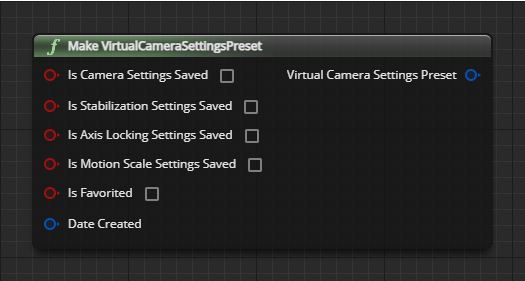 f Make VirtualCameraSettingsPreset
Is Camera Settings Saved Virtual Camera Settings Preset
Is Stabilization Settings Saved
Is Axis Locking Settings Saved
Is Motion Scale Settings Saved
Is Favorited
Date Created